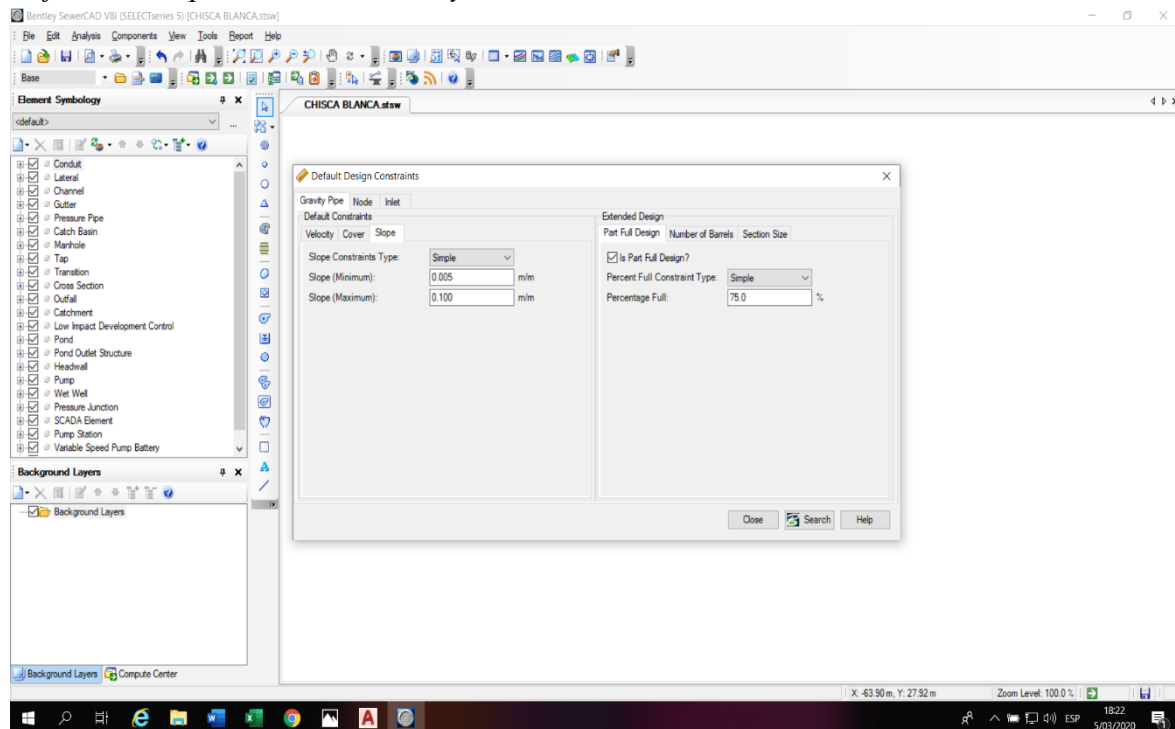 Bentley SewerCAD V8i (SELECTseries 5) [CHISCA BLANCA.stsw]
File Edit Analysis Components View Tools Report Help
Base
Element Symbology
CHISCA BLANCA.stsw
<default>
Conduit
Lateral
Channel
Gutter
Pressure Pipe
Catch Basin
Manhole
Tap
Transition
Cross Section
Outfall
Catchment
Low Impact Development Control
Pond
Pond Outlet Structure
Headwall
Pump
Wet Well
Pressure Junction
SCADA Element
Pump Station
Variable Speed Pump Battery
Default Design Constraints
Gravity Pipe Node Inlet
Default Constraints
Velocity Cover Slope
Slope Constraints Type: Simple
Slope (Minimum): 0.005 m/m
Slope (Maximum): 0.100 m/m
Extended Design
Part Full Design Number of Barrels Section Size
Is Part Full Design?
Percent Full Constraint Type: Simple
Percentage Full: 75.0 %
Close Search Help
Background Layers
Background Layers
Background Layers Compute Center
X: -63.90 m, Y: 27.92 m Zoom Level: 100.0 %
ESP
18:22
5/03/2020